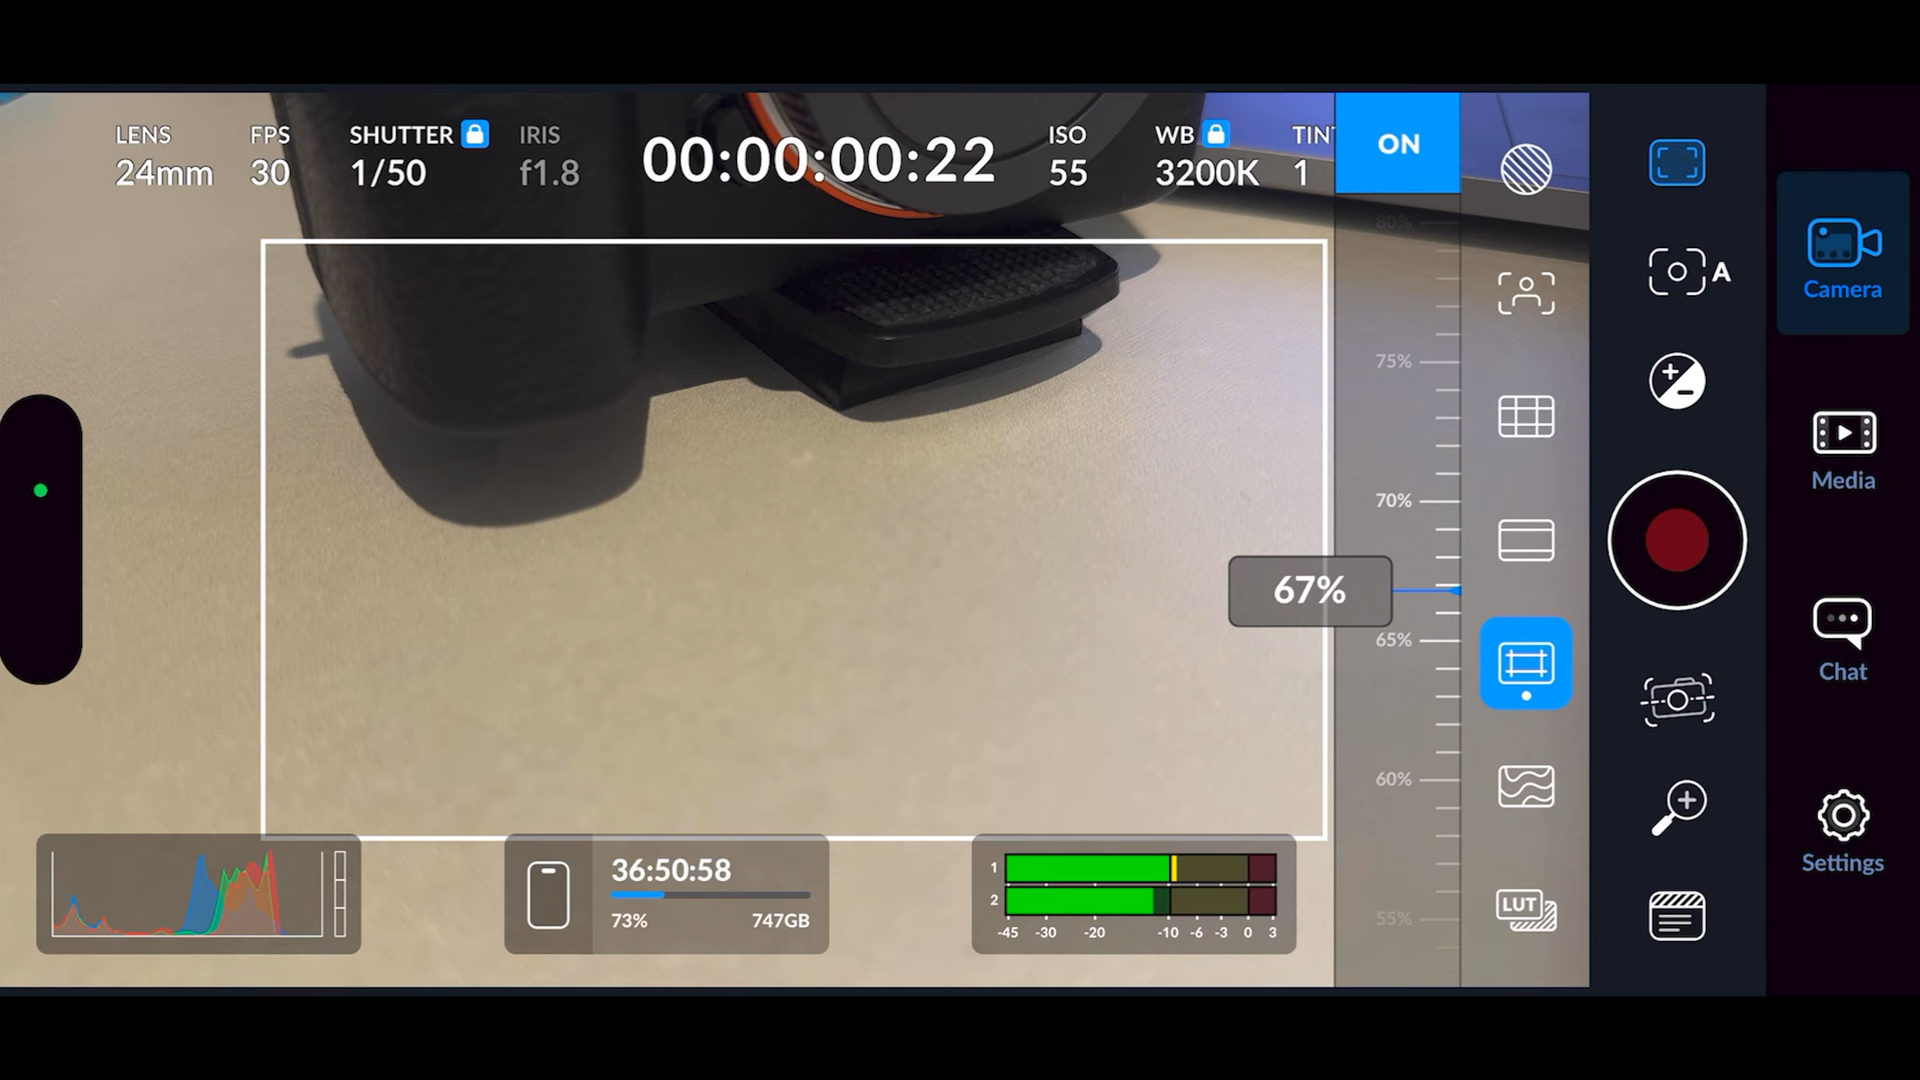 LENS FPS SHUTTER IRIS ISO WB TINT
24mm 30 1/50 f1.8 00:00:00:22 55 3200K 1
ON
A
Camera
80%
75%
Media
70%
67%
65%
Chat
60%
Settings
36:50:58
73% 747GB
1
2
-45 -30 -20 -10 -6 -3 0 3
LUT
55%